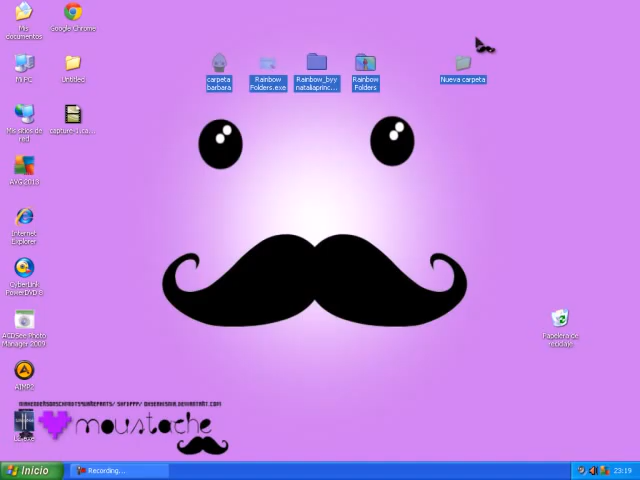 Mis documentos
Google Chrome
Mi PC
Untitled
carpeta barbara
Rainbow Folders.exe
Rainbow_byy nataliaprinc...
Rainbow Folders
Nueva carpeta
Mis sitios de red
capture-1.ca...
AVG 2013
Internet Explorer
CyberLink PowerDVD 8
ACDSee Photo Manager 2009
Papelera de reciclaje
AIMP2
moustache
Inicio
Recording...
23:19